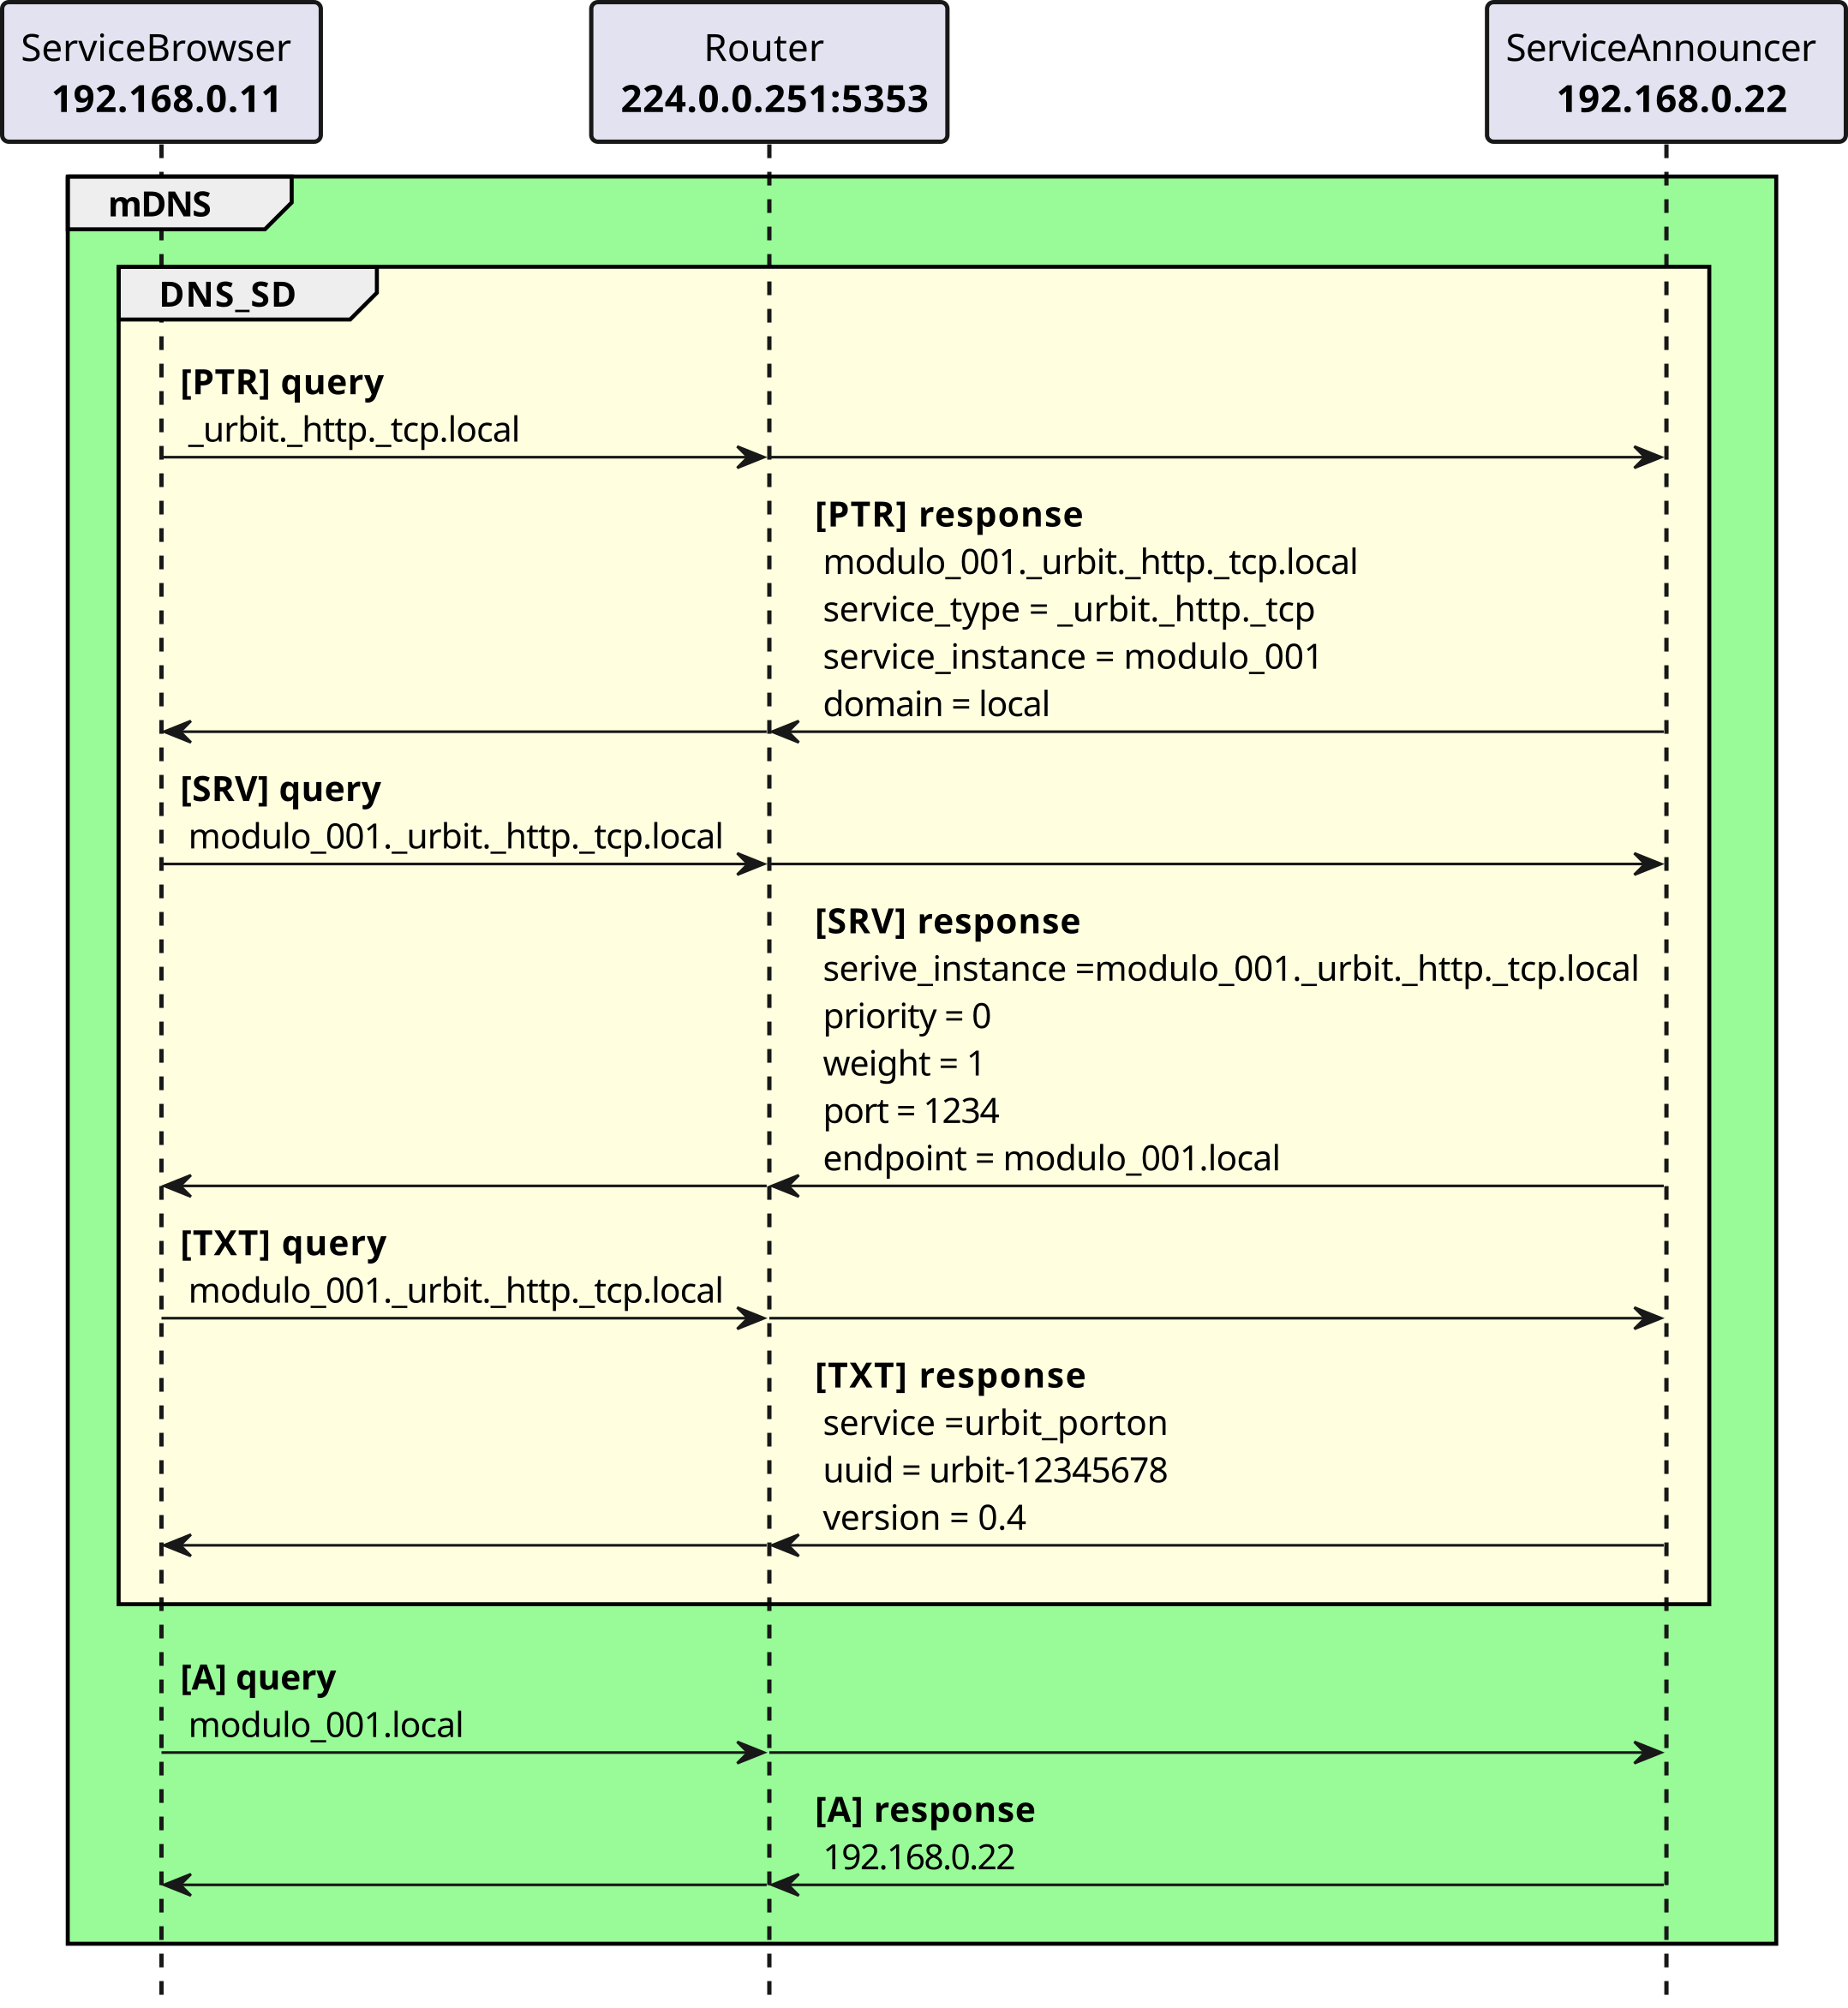 ServiceBrowser
192.168.0.11
Router
224.0.0.251:5353
ServiceAnnouncer
192.168.0.22
mDNS
DNS_SD
[PTR] query
_urbit._http._tcp.local
[PTR] response
modulo_001._urbit._http._tcp.local
service_type = _urbit._http._tcp
service_instance = modulo_001
domain = local
[SRV] query
modulo_001._urbit._http._tcp.local
[SRV] response
serive_instance =modulo_001._urbit._http._tcp.local
priority = 0
weight = 1
port = 1234
endpoint = modulo_001.local
[TXT] query
modulo_001._urbit._http._tcp.local
[TXT] response
service =urbit_porton
uuid = urbit-12345678
version = 0.4
[A] query
modulo_001.local
[A] response
192.168.0.22